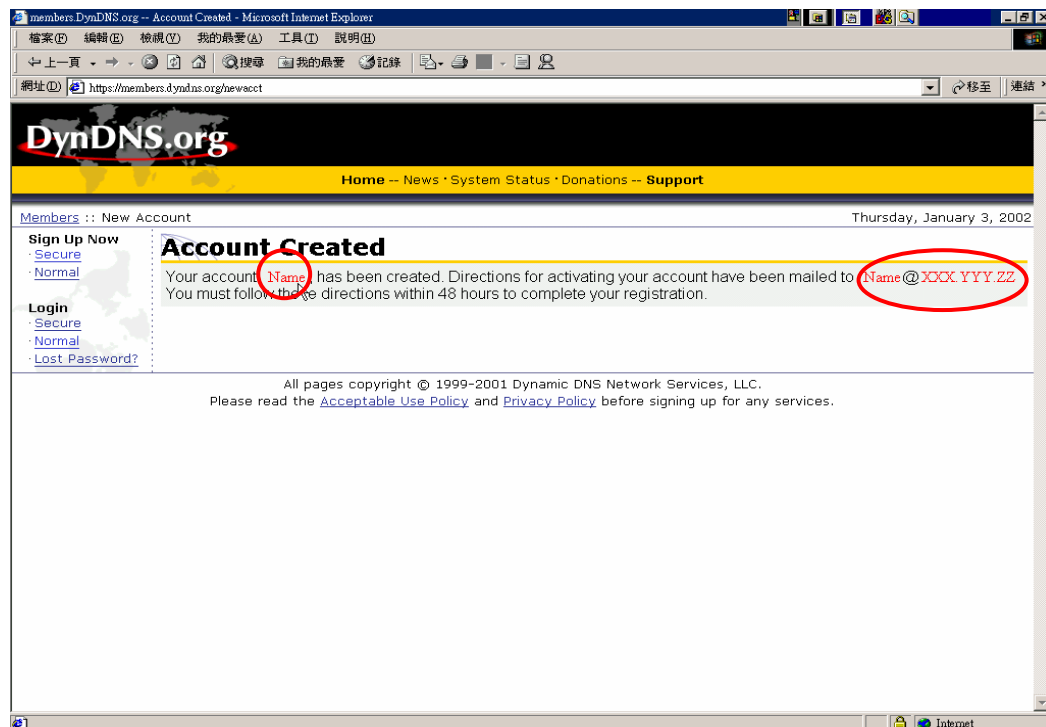 members.DynDNS.org -- Account Created - Microsoft Internet Explorer
檔案(F) 編輯(E) 檢視(V) 我的最愛(A) 工具(T) 說明(H)
上一頁 搜尋 我的最愛 記錄
網址(D) https://members.dyndns.org/newacct 移至 連結 »
DynDNS.org
Home -- News · System Status · Donations -- Support
Members :: New Account Thursday, January 3, 2002
Sign Up Now
· Secure
· Normal
Login
· Secure
· Normal
· Lost Password?
Account Created
Your account, Name, has been created. Directions for activating your account have been mailed to Name@XXX.YYY.ZZ
You must follow these directions within 48 hours to complete your registration.
All pages copyright © 1999-2001 Dynamic DNS Network Services, LLC.
Please read the Acceptable Use Policy and Privacy Policy before signing up for any services.
Internet